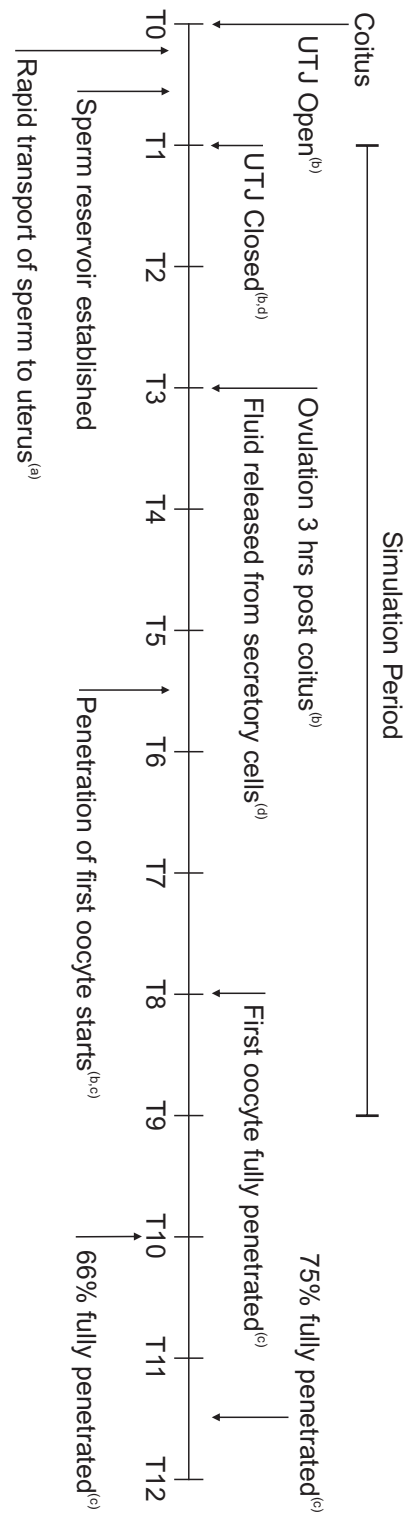 Simulation Period
Coitus
UTJ Open(b)
UTJ Closed(b,d)
Ovulation 3 hrs post coitus(b)
Fluid released from secretory cells(d)
First oocyte fully penetrated(c)
75% fully penetrated(c)
T0 T1 T2 T3 T4 T5 T6 T7 T8 T9 T10 T11 T12
Rapid transport of sperm to uterus(a)
Sperm reservoir established
Penetration of first oocyte starts(b,c)
66% fully penetrated(c)